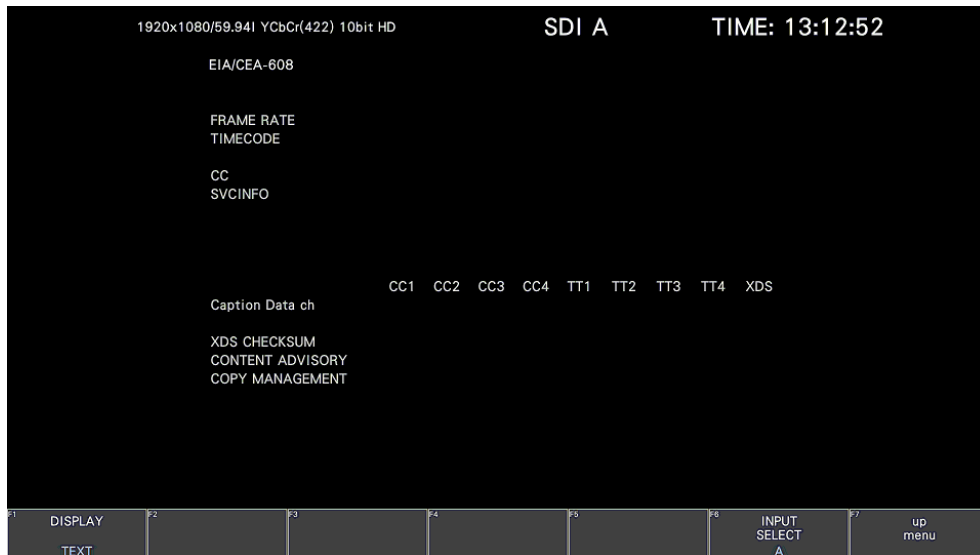 1920x1080/59.94I YCbCr(422) 10bit HD SDI A TIME: 13:12:52
EIA/CEA-608
FRAME RATE
TIMECODE
CC
SVCINFO
CC1 CC2 CC3 CC4 TT1 TT2 TT3 TT4 XDS
Caption Data ch
XDS CHECKSUM
CONTENT ADVISORY
COPY MANAGEMENT
F1 DISPLAY F2 F3 F4 F5 F6 INPUT F7 up
SELECT menu
TEXT A